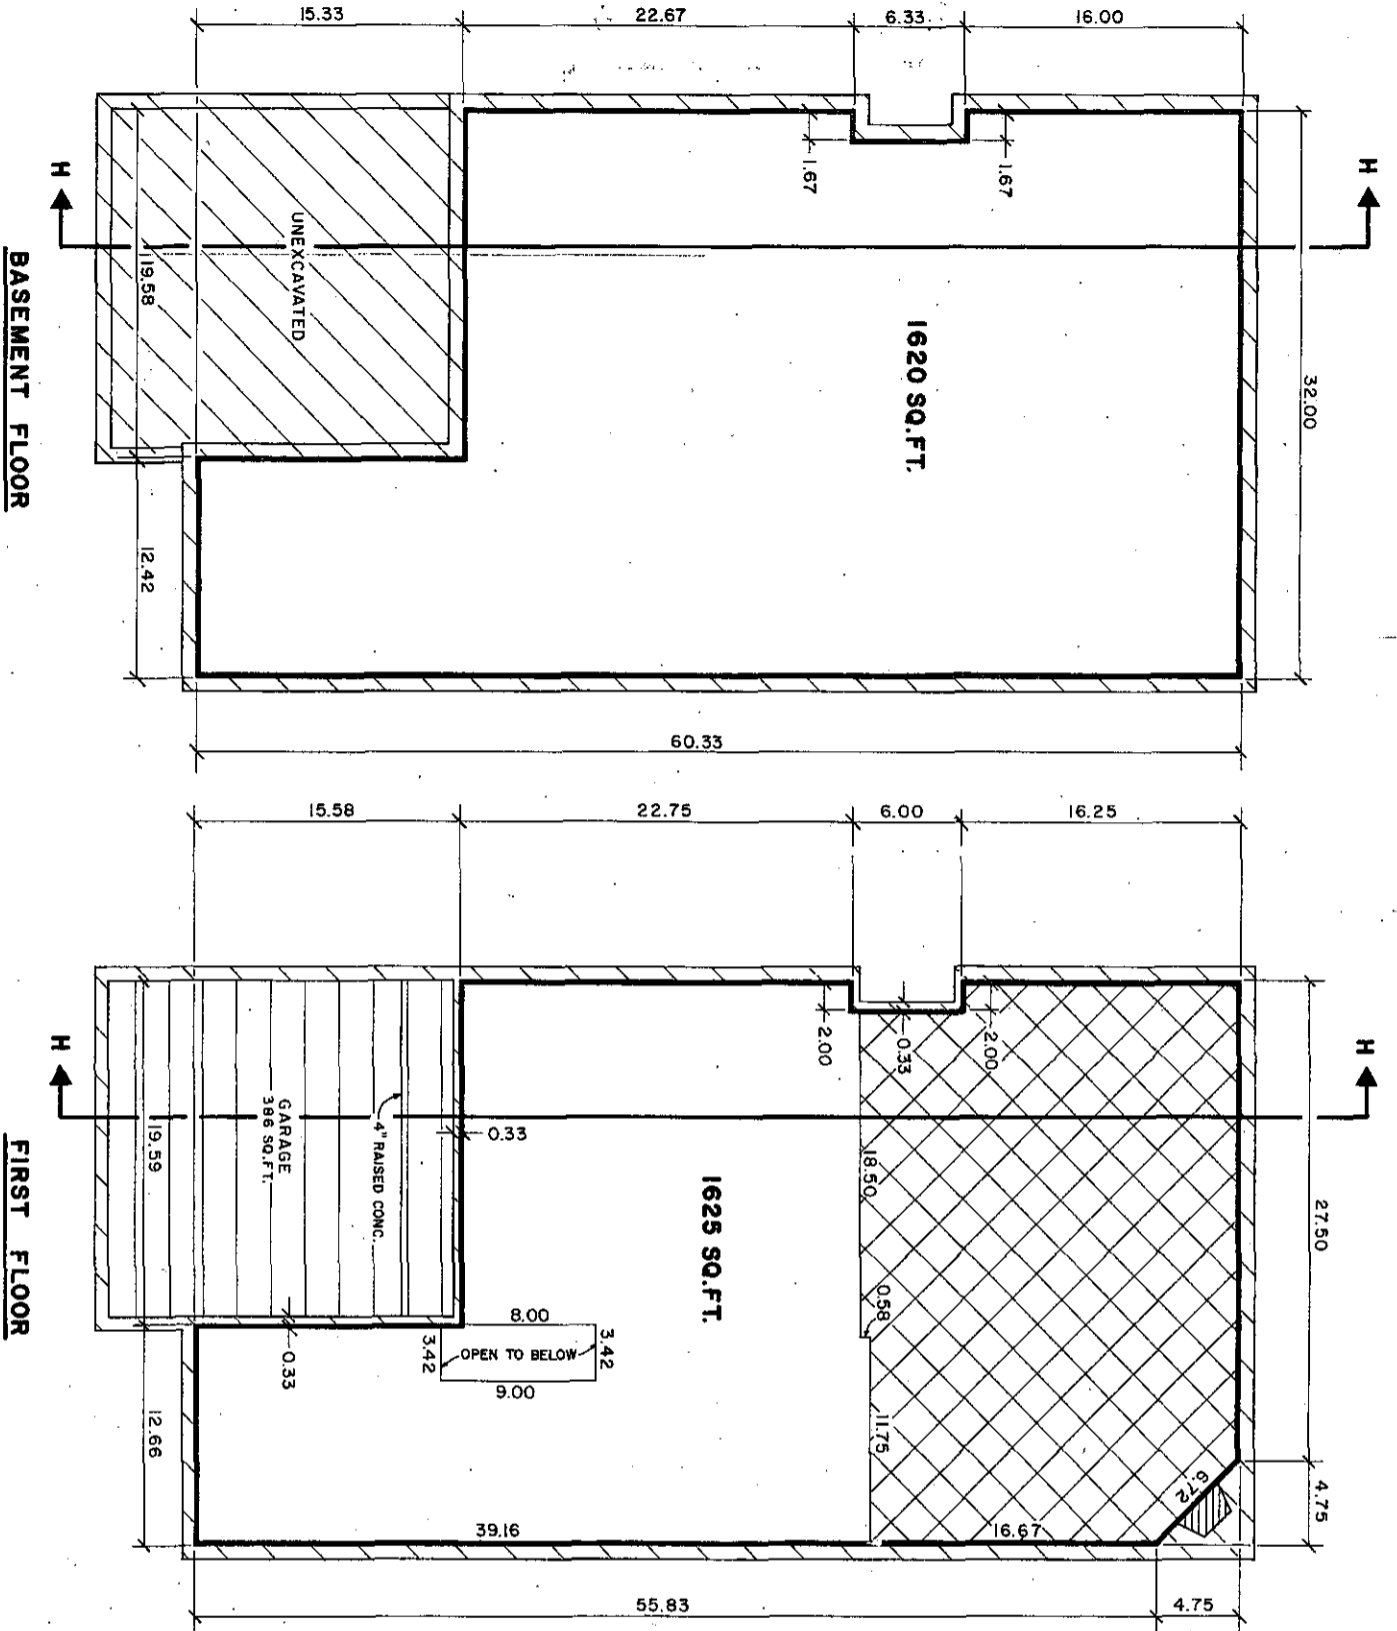 15.33
22.67
6.33
16.00
H
H
1.67
1.67
19.58
UNEXCAVATED
32.00
1620 SQ.FT.
12.42
BASEMENT FLOOR
60.33
15.58
22.75
6.00
16.25
H
H
2.00
0.33
2.00
19.59
GARAGE
386 SQ.FT.
4" RAISED CONC.
0.33
18.50
27.50
1625 SQ.FT.
0.58
8.00
3.42
OPEN TO BELOW
3.42
9.00
0.33
12.66
11.75
6.72
4.75
39.16
16.67
FIRST FLOOR
55.83
4.75